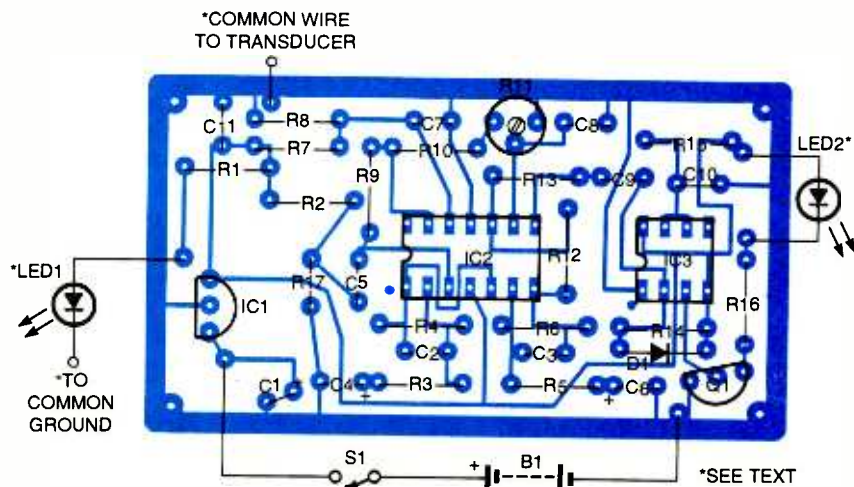 *COMMON WIRE
TO TRANSDUCER
R11
C11
R8
C7
C8
R7
R10
R15
LED2*
R1
R9
R13
C9
C10
R2
*LED1
IC1
R17
C5
IC2
R12
IC3
R16
R4
R6
R14
C2
C3
D1
*TO
COMMON
GROUND
C1
C4
R3
R5
C6
Q1
+
+
S1
+
B1
*SEE TEXT